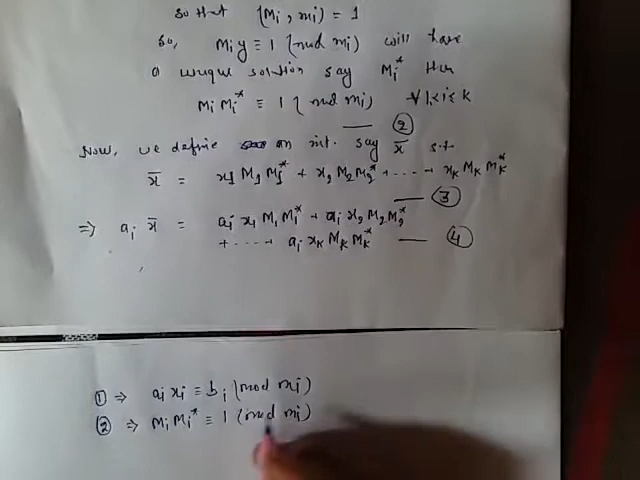 so that (Mi, mi) = 1
so, Mi y ≡ 1 (mod mi) will have
a unique solution say Mi* then
Mi Mi* ≡ 1 (mod mi) ∀ 1≤i≤k
— ②
Now, we define an int. say x̄ s.t
x̄ = x1 M1 M1* + x2 M2 M2* + .... + xk Mk Mk*
— ③
⇒ ai x̄ = ai x1 M1 M1* + ai x2 M2 M2*
+ .... + ai xk Mk Mk* — ④
① ⇒ ai xi ≡ bi (mod mi)
② ⇒ Mi Mi* ≡ 1 (mod mi)